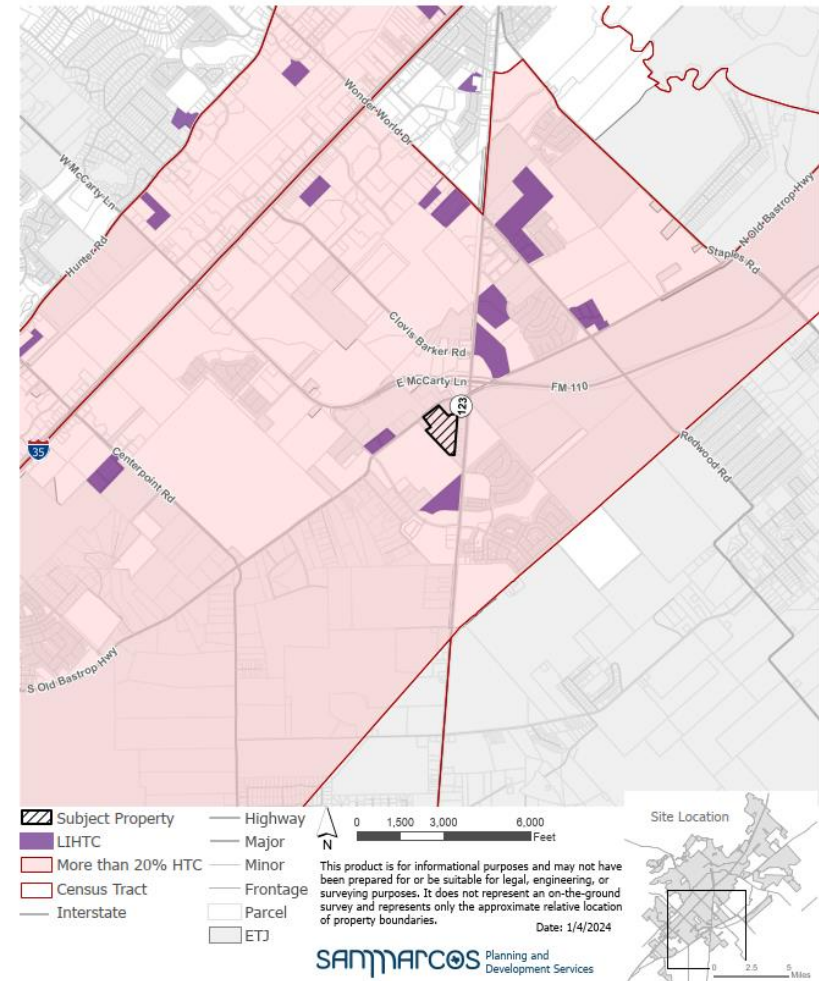 Wonder-World-Dr
W-McCarty-Ln
Hunter-Rd
N-Old-Bastrop-Hwy
Staples Rd
Clovis Barker Rd
E McCarty Ln
FM-110
123
35
Centerpoint Rd
Redwood Rd
S Old Bastrop Hwy
Subject Property
LIHTC
More than 20% HTC
Census Tract
Interstate
Highway
Major
Minor
Frontage
Parcel
ETJ
N
0 1,500 3,000 6,000
Feet
This product is for informational purposes and may not have
been prepared for or be suitable for legal, engineering, or
surveying purposes. It does not represent an on-the-ground
survey and represents only the approximate relative location
of property boundaries.
Date: 1/4/2024
SANMARCOS Planning and
Development Services
Site Location
0 2.5 5
Miles